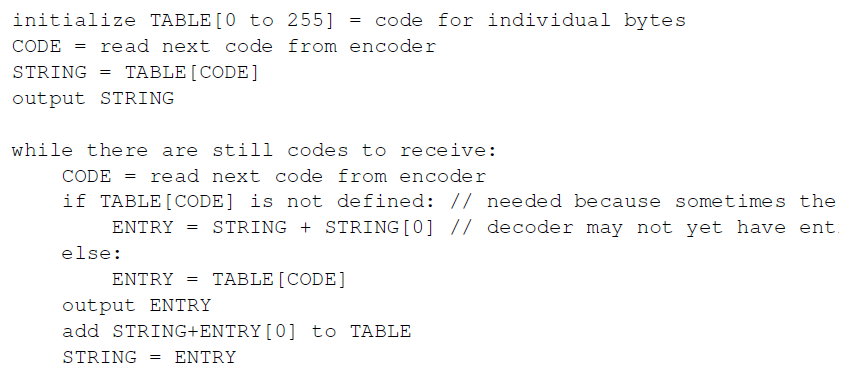 initialize TABLE[0 to 255] = code for individual bytes
CODE = read next code from encoder
STRING = TABLE[CODE]
output STRING

while there are still codes to receive:
    CODE = read next code from encoder
    if TABLE[CODE] is not defined: // needed because sometimes the
        ENTRY = STRING + STRING[0] // decoder may not yet have ent
    else:
        ENTRY = TABLE[CODE]
    output ENTRY
    add STRING+ENTRY[0] to TABLE
    STRING = ENTRY